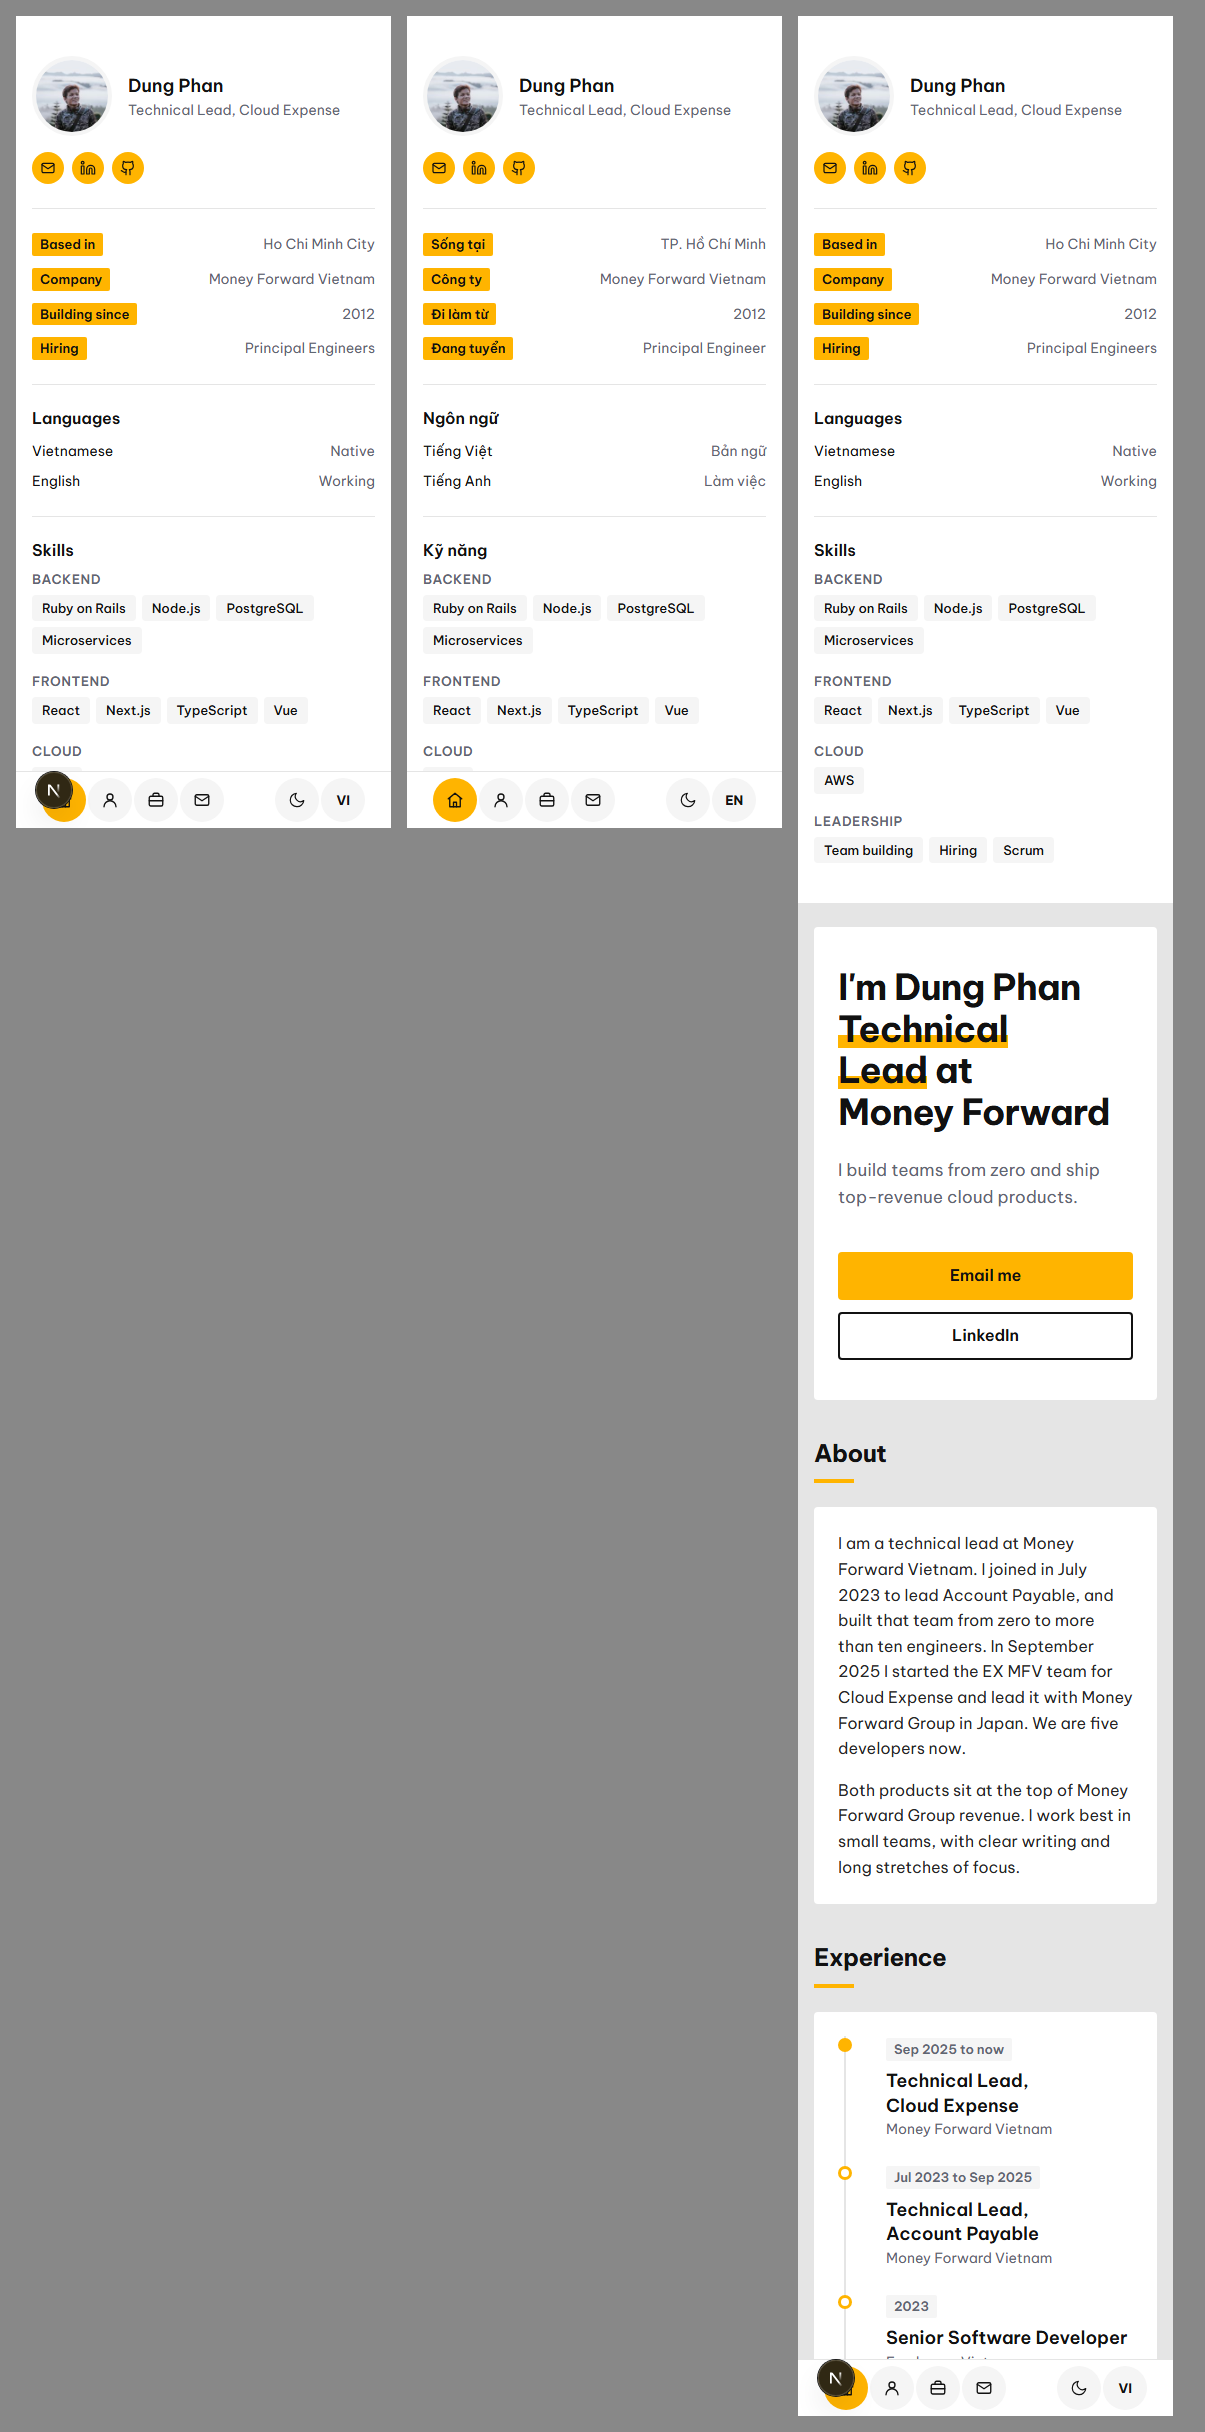 Dung Phan
Technical Lead, Cloud Expense
Based in Ho Chi Minh City
Company Money Forward Vietnam
Building since 2012
Hiring Principal Engineers
Languages
Vietnamese Native
English Working
Skills
BACKEND
Ruby on Rails Node.js PostgreSQL
Microservices
FRONTEND
React Next.js TypeScript Vue
CLOUD
N VI
Dung Phan
Technical Lead, Cloud Expense
Sống tại TP. Hồ Chí Minh
Công ty Money Forward Vietnam
Đi làm từ 2012
Đang tuyển Principal Engineer
Ngôn ngữ
Tiếng Việt Bản ngữ
Tiếng Anh Làm việc
Kỹ năng
BACKEND
Ruby on Rails Node.js PostgreSQL
Microservices
FRONTEND
React Next.js TypeScript Vue
CLOUD
EN
Dung Phan
Technical Lead, Cloud Expense
Based in Ho Chi Minh City
Company Money Forward Vietnam
Building since 2012
Hiring Principal Engineers
Languages
Vietnamese Native
English Working
Skills
BACKEND
Ruby on Rails Node.js PostgreSQL
Microservices
FRONTEND
React Next.js TypeScript Vue
CLOUD
AWS
LEADERSHIP
Team building Hiring Scrum
I'm Dung Phan
Technical
Lead at
Money Forward
I build teams from zero and ship
top-revenue cloud products.
Email me
LinkedIn
About
I am a technical lead at Money
Forward Vietnam. I joined in July
2023 to lead Account Payable, and
built that team from zero to more
than ten engineers. In September
2025 I started the EX MFV team for
Cloud Expense and lead it with Money
Forward Group in Japan. We are five
developers now.
Both products sit at the top of Money
Forward Group revenue. I work best in
small teams, with clear writing and
long stretches of focus.
Experience
Sep 2025 to now
Technical Lead,
Cloud Expense
Money Forward Vietnam
Jul 2023 to Sep 2025
Technical Lead,
Account Payable
Money Forward Vietnam
2023
Senior Software Developer
N VI